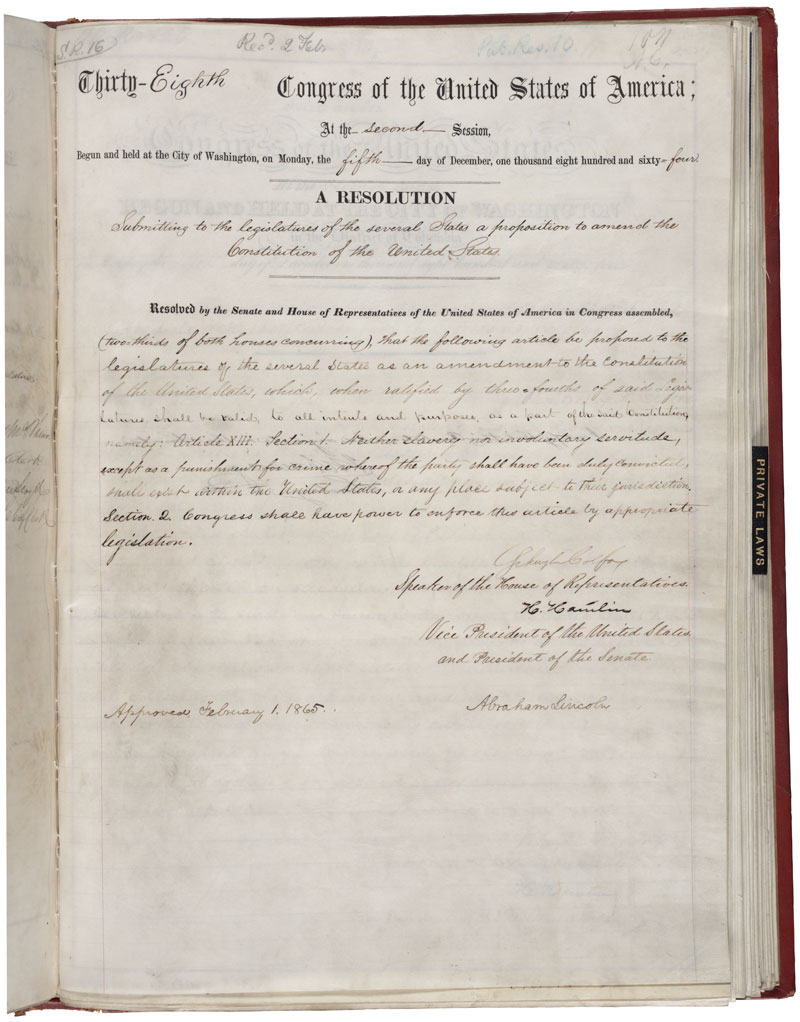 S.R. 16
Recd. 2 Feb.
Pub. Res. 10.
Thirty-Eighth Congress of the United States of America;
At the second Session,
Begun and held at the City of Washington, on Monday, the fifth day of December, one thousand eight hundred and sixty-four
A RESOLUTION
Submitting to the legislatures of the several States a proposition to amend the
Constitution of the United States.
Resolved by the Senate and House of Representatives of the United States of America in Congress assembled,
(two-thirds of both houses concurring), That the following article be proposed to the
legislatures of the several States as an amendment to the Constitution
of the United States, which, when ratified by three-fourths of said Legis-
latures, shall be valid, to all intents and purposes, as a part of the said Constitution,
namely: Article XIII. Section 1. Neither slavery nor involuntary servitude,
except as a punishment for crime whereof the party shall have been duly convicted,
shall exist within the United States, or any place subject to their jurisdiction.
Section 2. Congress shall have power to enforce this article by appropriate
legislation.
Schuyler Colfax
Speaker of the House of Representatives.
H. Hamlin
Vice President of the United States
and President of the Senate.
Approved, February 1. 1865.
Abraham Lincoln
PRIVATE LAWS